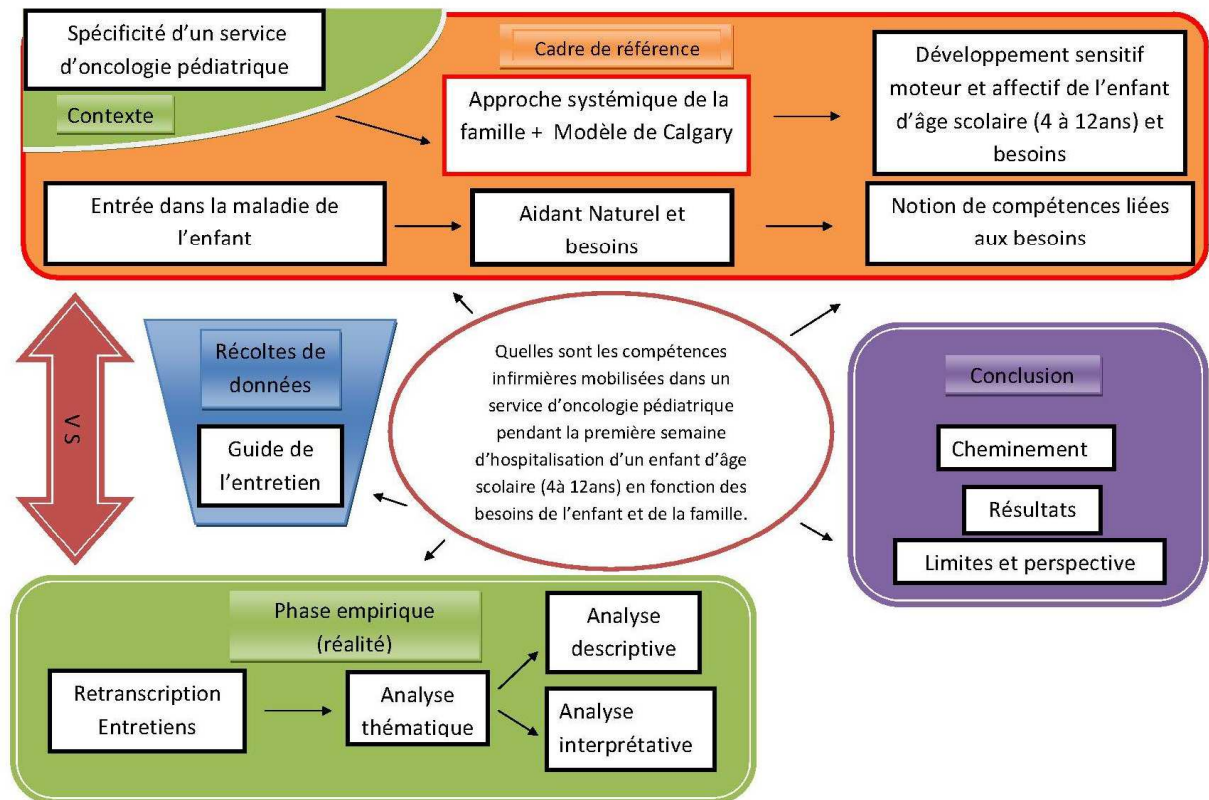 Spécificité d’un service
d’oncologie pédiatrique
Contexte
Cadre de référence
Approche systémique de la
famille + Modèle de Calgary
Développement sensitif
moteur et affectif de l’enfant
d’âge scolaire (4 à 12ans) et
besoins
Entrée dans la maladie de
l’enfant
Aidant Naturel et
besoins
Notion de compétences liées
aux besoins
V S
Récoltes de
données
Guide de
l’entretien
Quelles sont les compétences
infirmières mobilisées dans un
service d’oncologie pédiatrique
pendant la première semaine
d’hospitalisation d’un enfant d’âge
scolaire (4à 12ans) en fonction des
besoins de l’enfant et de la famille.
Conclusion
Cheminement
Résultats
Limites et perspective
Phase empirique
(réalité)
Retranscription
Entretiens
Analyse
thématique
Analyse
descriptive
Analyse
interprétative